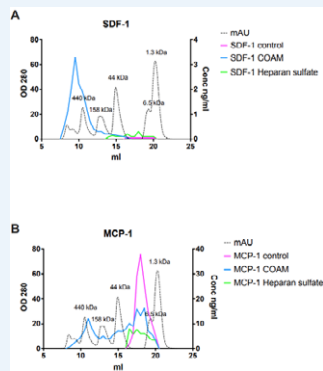 A
SDF-1
80
60
40
20
0
OD 280
440 kDa
158 kDa
44 kDa
6.5 kDa
1.3 kDa
4
3
2
1
0
Conc ng/ml
5
10
15
20
25
ml
mAU
SDF-1 control
SDF-1 COAM
SDF-1 Heparan sulfate
B
MCP-1
80
60
40
20
0
OD 280
440 kDa
158 kDa
44 kDa
6.5 kDa
1.3 kDa
40
30
20
10
0
Conc ng/ml
5
10
15
20
25
ml
mAU
MCP-1 control
MCP-1 COAM
MCP-1 Heparan sulfate